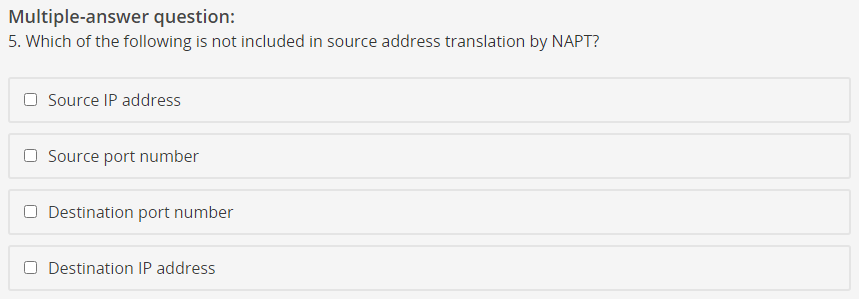 Multiple-answer question:
5. Which of the following is not included in source address translation by NAPT?
Source IP address
Source port number
Destination port number
Destination IP address